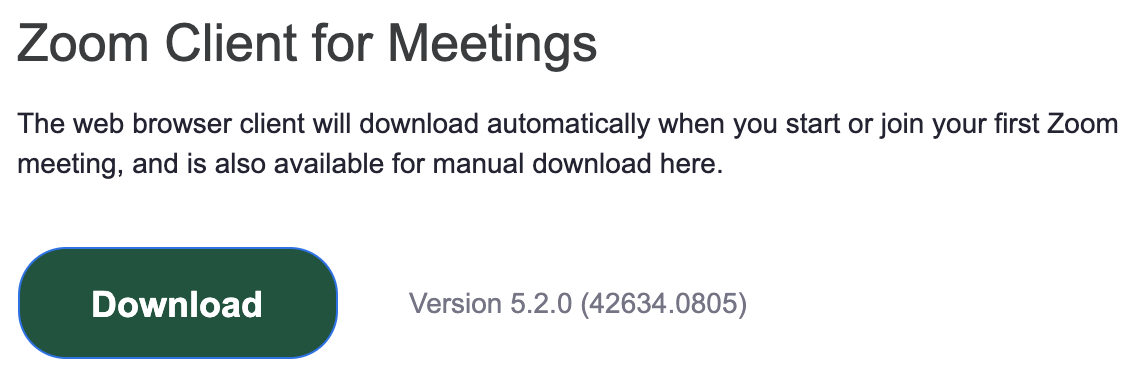 Zoom Client for Meetings
The web browser client will download automatically when you start or join your first Zoom
meeting, and is also available for manual download here.
Download
Version 5.2.0 (42634.0805)